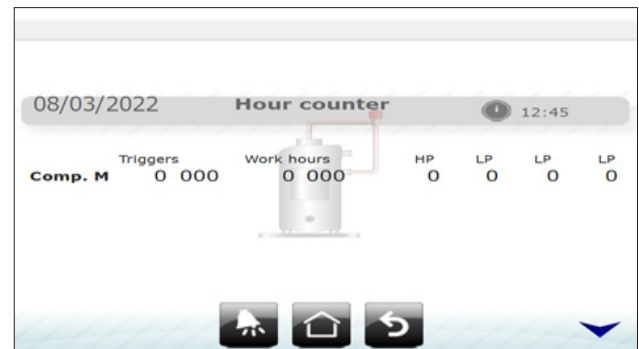 08/03/2022 Hour counter 12:45
Triggers Work hours HP LP LP LP
Comp. M 0 000 0 000 0 0 0 0